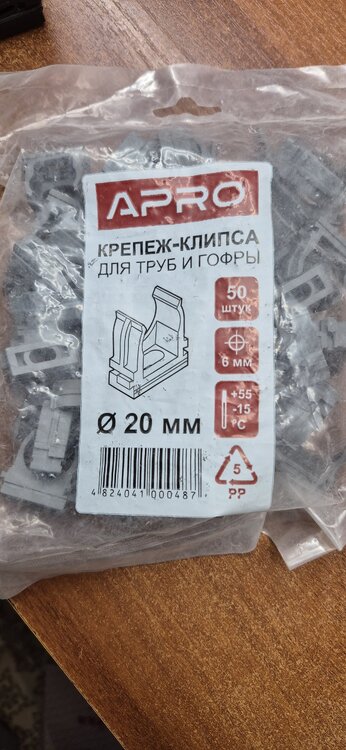 APRO
КРЕПЕЖ-КЛИПСА
ДЛЯ ТРУБ И ГОФРЫ
50
штук
6 мм
+55
-15
°C
Ø 20 мм
5
PP
4 824041 000487